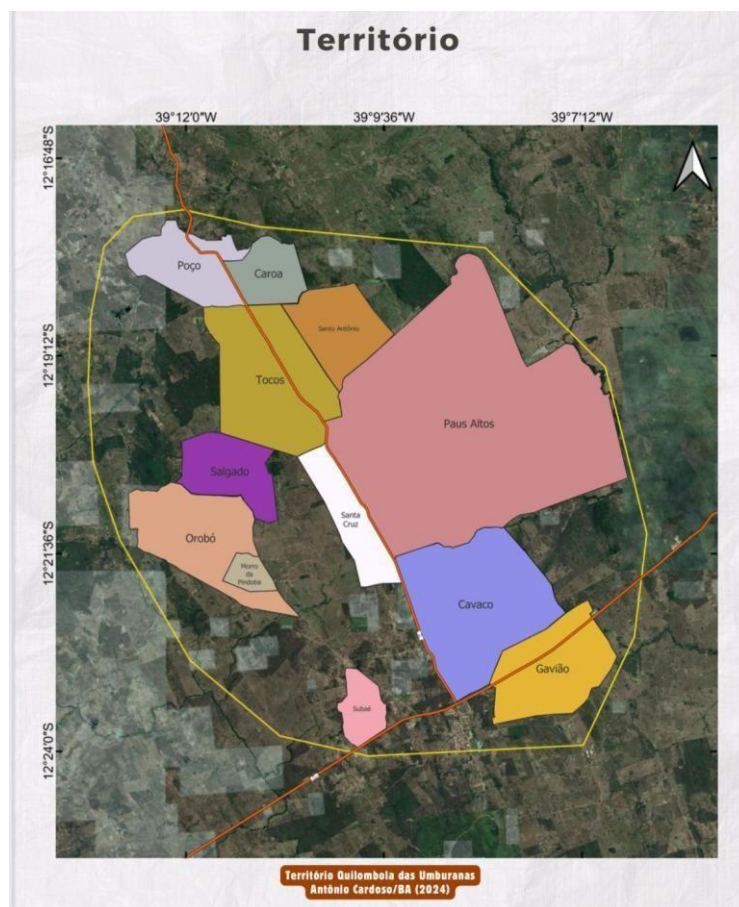 Território
39°12'0"W
39°9'36"W
39°7'12"W
12°16'48"S
12°19'12"S
12°21'36"S
12°24'0"S
Poço
Caroa
Santo Antônio
Tocos
Paus Altos
Salgado
Santa
Cruz
Orobó
Morro
da
Pindoba
Cavaco
Gavião
Subaé
Território Quilombola das Umburanas
Antônio Cardoso/BA (2024)